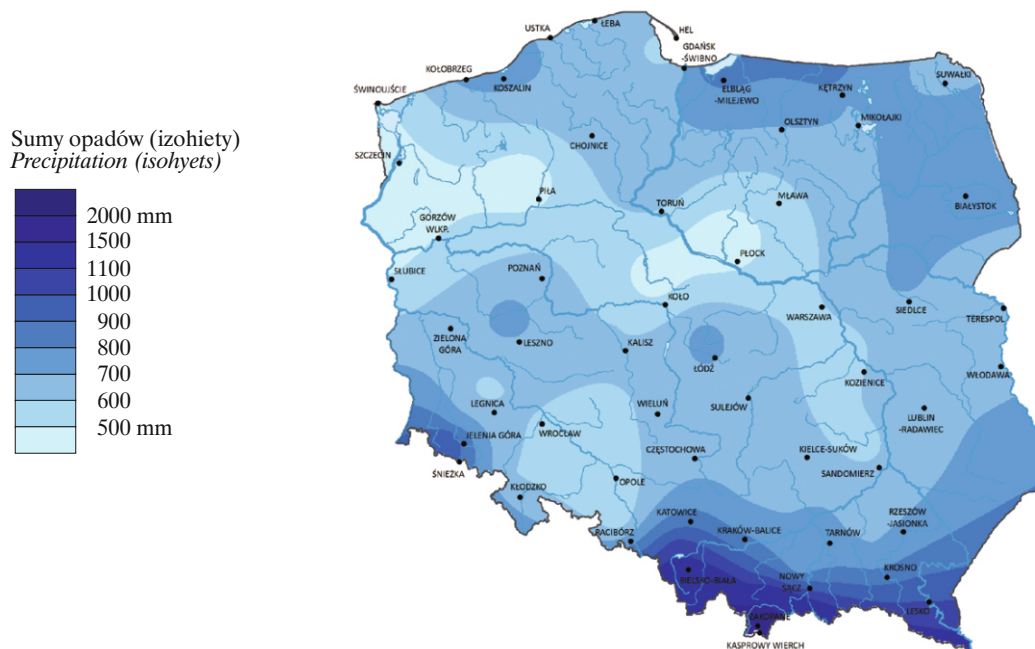 Sumy opadów (izohiety)
Precipitation (isohyets)
2000 mm
1500
1100
1000
900
800
700
600
500 mm
ŁEBA
USTKA
HEL
GDAŃSK
-ŚWIBNO
KOŁOBRZEG
KOSZALIN
ŚWINOUJŚCIE
ELBLĄG
-MILEJEWO
KĘTRZYN
SUWAŁKI
OLSZTYN
MIKOŁAJKI
CHOJNICE
SZCZECIN
PIŁA
TORUŃ
MŁAWA
BIAŁYSTOK
GORZÓW
WLKP.
PŁOCK
SŁUBICE
POZNAŃ
KOŁO
WARSZAWA
SIEDLCE
TERESPOL
ZIELONA
GÓRA
LESZNO
KALISZ
ŁÓDŹ
KOZIENICE
WŁODAWA
LEGNICA
WIELUŃ
SULEJÓW
LUBLIN
-RADAWIEC
JELENIA GÓRA
WROCŁAW
CZĘSTOCHOWA
KIELCE-SUKÓW
SANDOMIERZ
ŚNIEŻKA
KŁODZKO
OPOLE
KATOWICE
RZESZÓW
-JASIONKA
RACIBÓRZ
KRAKÓW-BALICE
TARNÓW
BIELSKO-BIAŁA
NOWY
SĄCZ
KROSNO
LESKO
ZAKOPANE
KASPROWY WIERCH